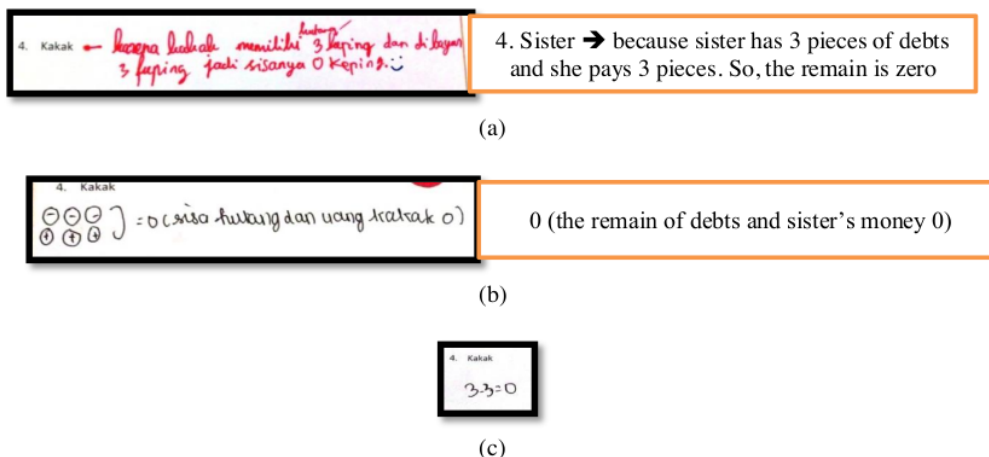 4. Kakak karena kakak memiliki hutang 3 keping dan dibayar
3 keping jadi sisanya 0 keping.
4. Sister ➔ because sister has 3 pieces of debts
and she pays 3 pieces. So, the remain is zero
(a)
4. Kakak
= 0 (sisa hutang dan uang kakak 0)
0 (the remain of debts and sister's money 0)
(b)
4. Kakak
3-3=0
(c)